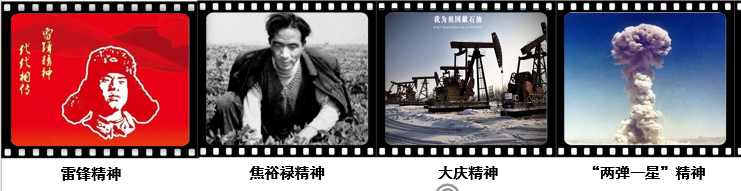 雷锋精神
代代相传
我为祖国献石油
雷锋精神
焦裕禄精神
大庆精神
“两弹一星”精神